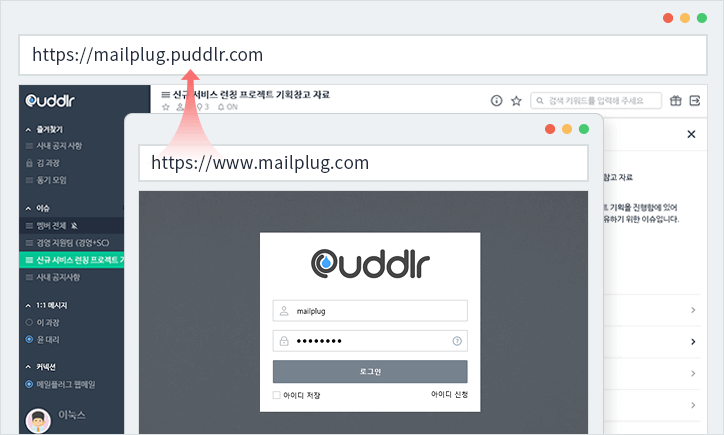 https://mailplug.puddlr.com
Puddlr
신규 서비스 런칭 프로젝트 기획참고 자료
3
ON
검색 키워드를 입력해 주세요
즐겨찾기
사내 공지 사항
김 과장
동기 모임
이슈
멤버 전체
경영 지원팀 (경영+SC)
신규 서비스 런칭 프로젝트 기
사내 공지사항
1:1 메시지
이 과장
윤 대리
커넥션
메일플러그 웹메일
이눅스
참고 자료
트 기획을 진행함에 있어
유하기 위한 이슈입니다.
https://www.mailplug.com
Puddlr
mailplug
로그인
아이디 저장
아이디 신청